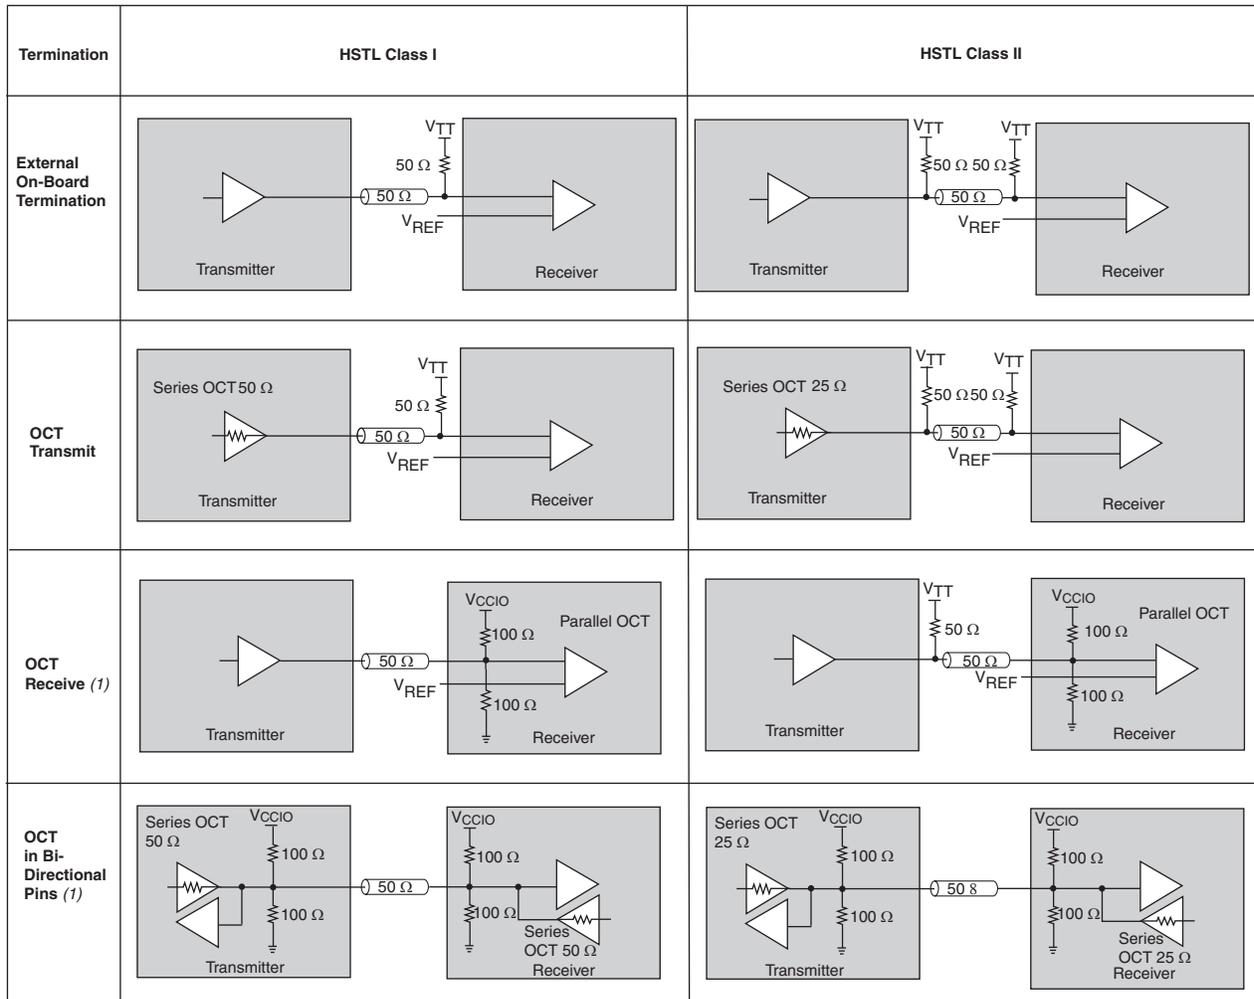 Termination
HSTL Class I
HSTL Class II
External
On-Board
Termination
VTT
50 Ω
50 Ω
VREF
Transmitter
Receiver
VTT
VTT
50 Ω 50 Ω
50 Ω
VREF
Transmitter
Receiver
OCT
Transmit
Series OCT 50 Ω
VTT
50 Ω
50 Ω
VREF
Transmitter
Receiver
Series OCT 25 Ω
VTT
VTT
50 Ω 50 Ω
50 Ω
VREF
Transmitter
Receiver
OCT
Receive (1)
VCCIO
Parallel OCT
100 Ω
50 Ω
VREF
100 Ω
Transmitter
Receiver
VTT
50 Ω
VCCIO
Parallel OCT
100 Ω
50 Ω
VREF
100 Ω
Transmitter
Receiver
OCT
in Bi-
Directional
Pins (1)
Series OCT
50 Ω
VCCIO
100 Ω
100 Ω
Transmitter
50 Ω
VCCIO
100 Ω
100 Ω
Series
OCT 50 Ω
Receiver
Series OCT
25 Ω
VCCIO
100 Ω
100 Ω
Transmitter
50 8
VCCIO
100 Ω
100 Ω
Series
OCT 25 Ω
Receiver